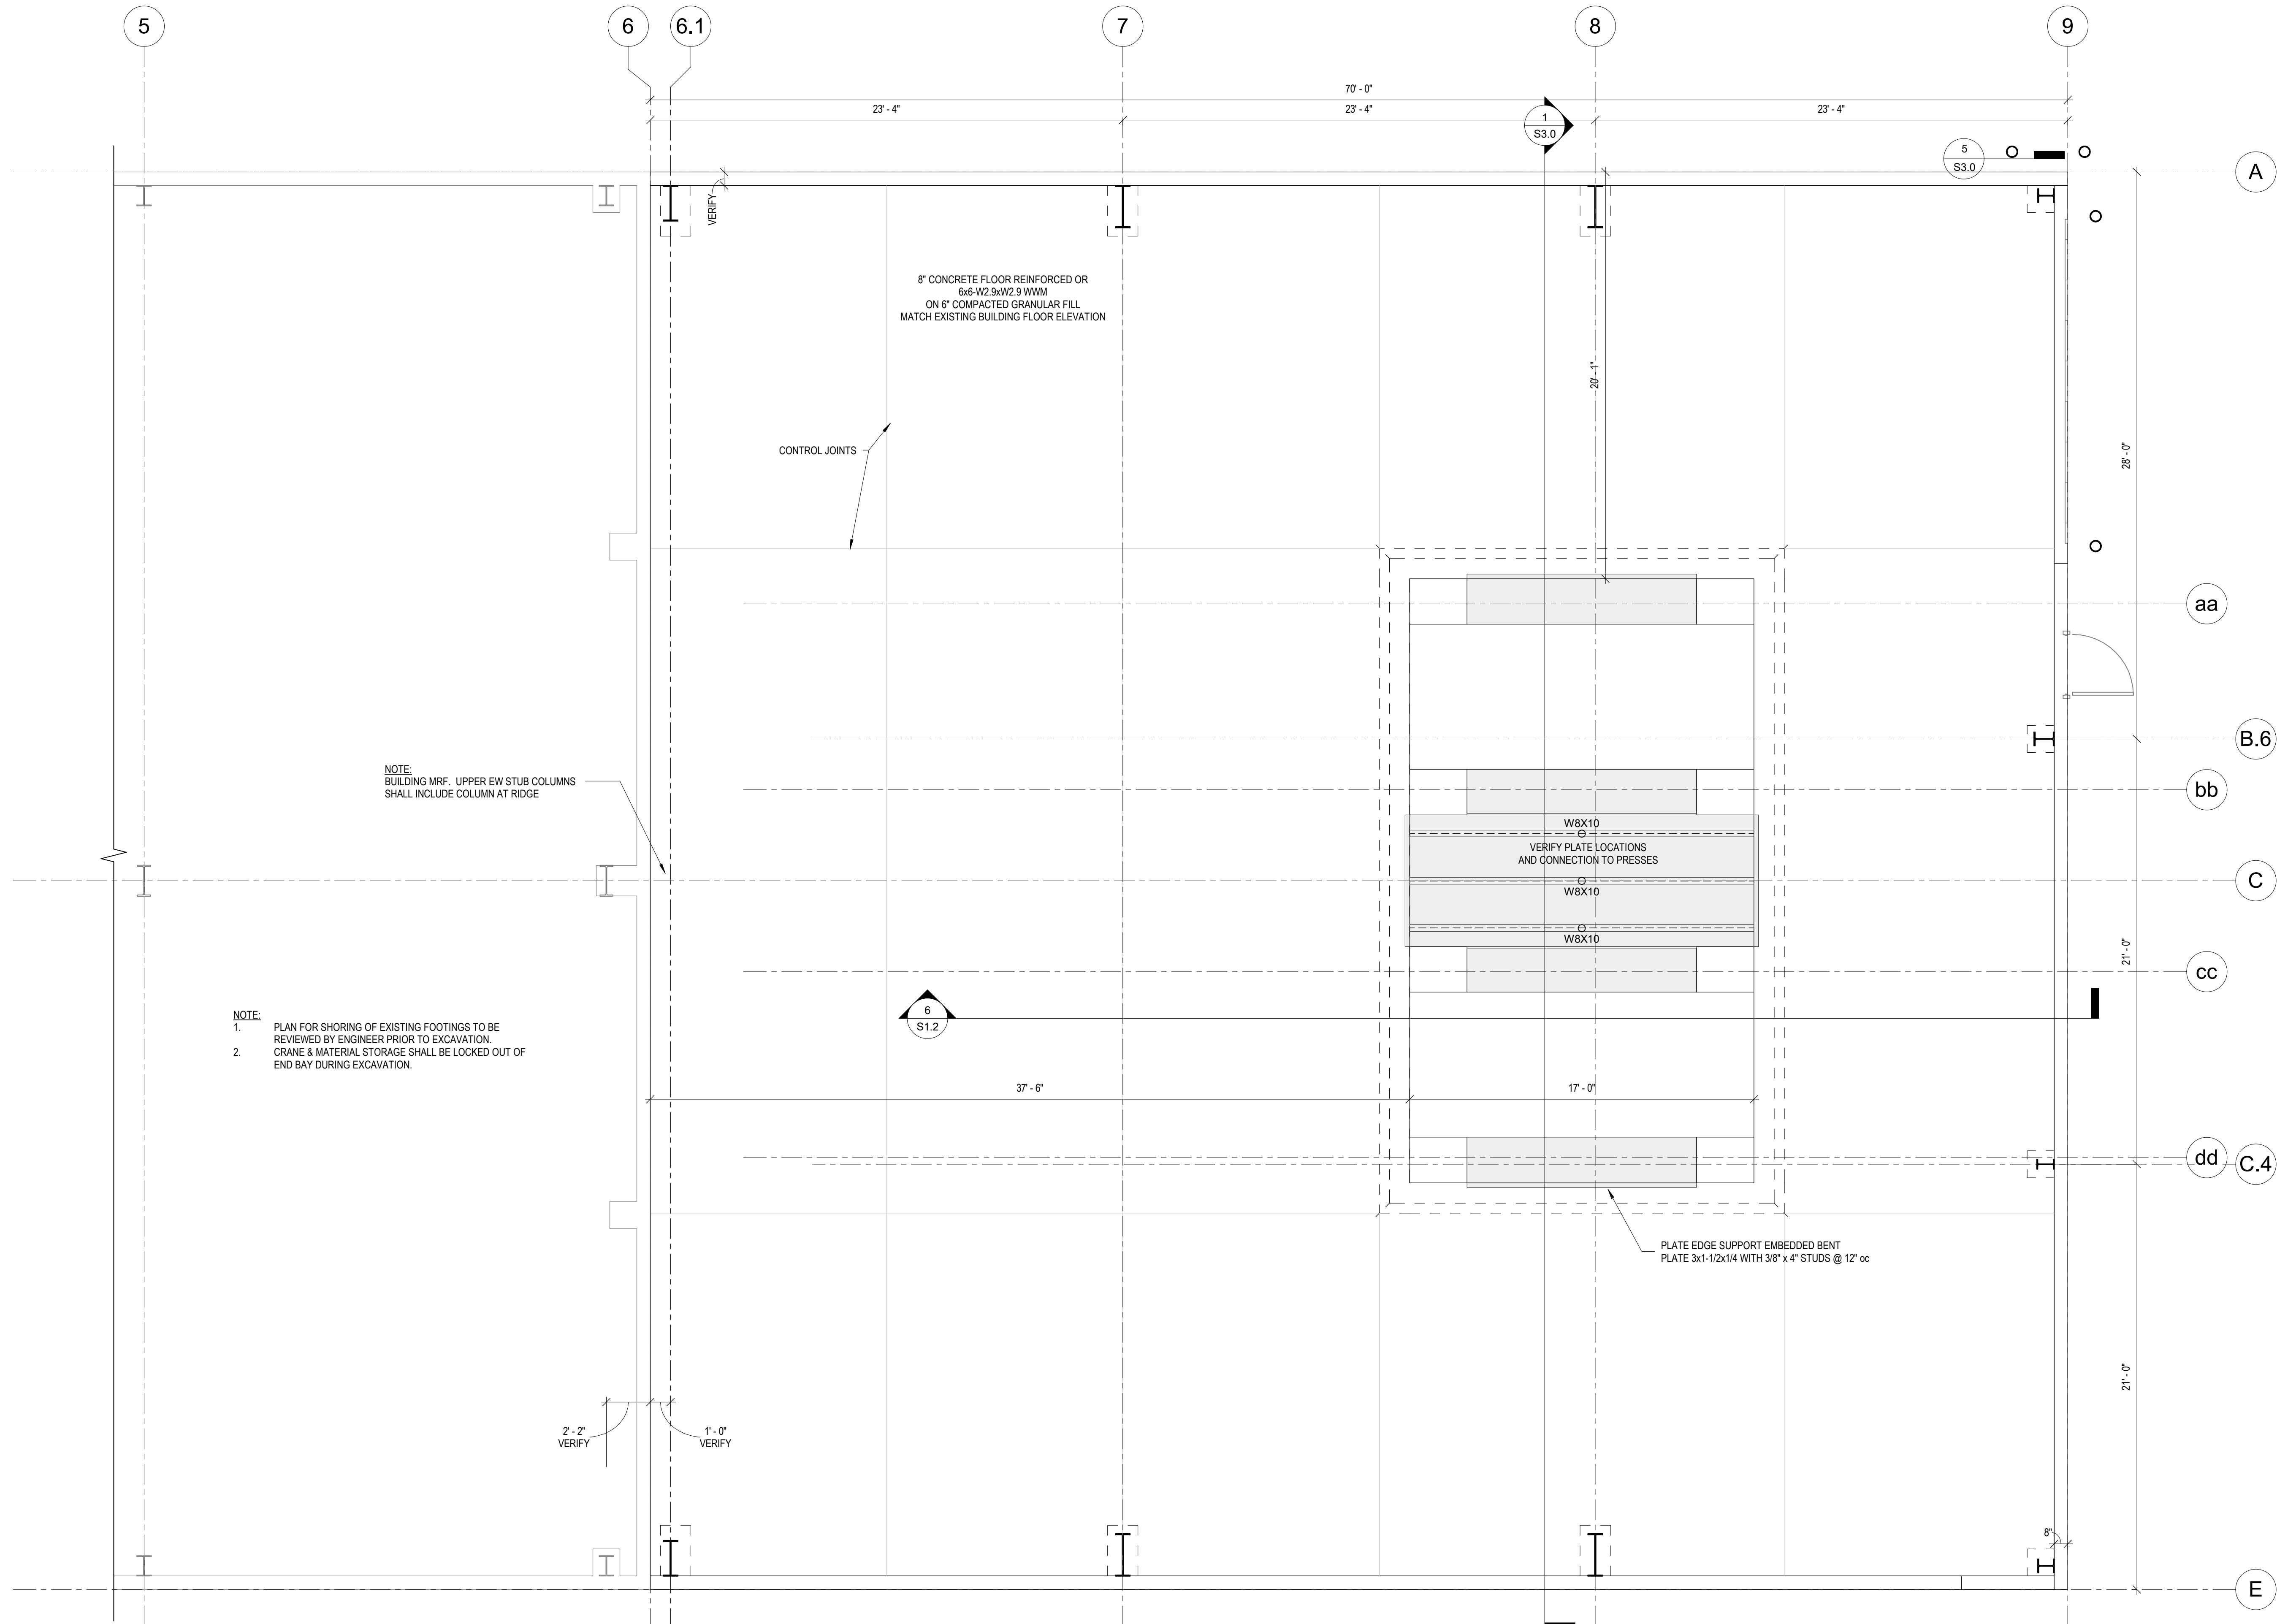 5
6
6.1
7
8
9
70' - 0"
23' - 4"
23' - 4"
23' - 4"
1
S3.0
5
S3.0
A
VERIFY
8" CONCRETE FLOOR REINFORCED OR
6x6-W2.9xW2.9 WWM
ON 6" COMPACTED GRANULAR FILL
MATCH EXISTING BUILDING FLOOR ELEVATION
20' - 1"
CONTROL JOINTS
28' - 0"
aa
B.6
NOTE:
BUILDING MRF. UPPER EW STUB COLUMNS
SHALL INCLUDE COLUMN AT RIDGE
bb
W8X10
VERIFY PLATE LOCATIONS
AND CONNECTION TO PRESSES
C
W8X10
W8X10
21' - 0"
cc
6
S1.2
NOTE:
1. PLAN FOR SHORING OF EXISTING FOOTINGS TO BE
REVIEWED BY ENGINEER PRIOR TO EXCAVATION.
2. CRANE & MATERIAL STORAGE SHALL BE LOCKED OUT OF
END BAY DURING EXCAVATION.
37' - 6"
17' - 0"
dd
C.4
PLATE EDGE SUPPORT EMBEDDED BENT
PLATE 3x1-1/2x1/4 WITH 3/8" x 4" STUDS @ 12" oc
21' - 0"
2' - 2"
VERIFY
1' - 0"
VERIFY
8"
E